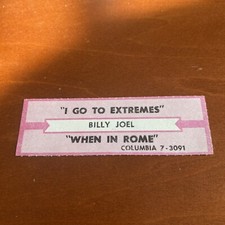 "I GO TO EXTREMES"
BILLY JOEL
"WHEN IN ROME"
COLUMBIA 7-3091